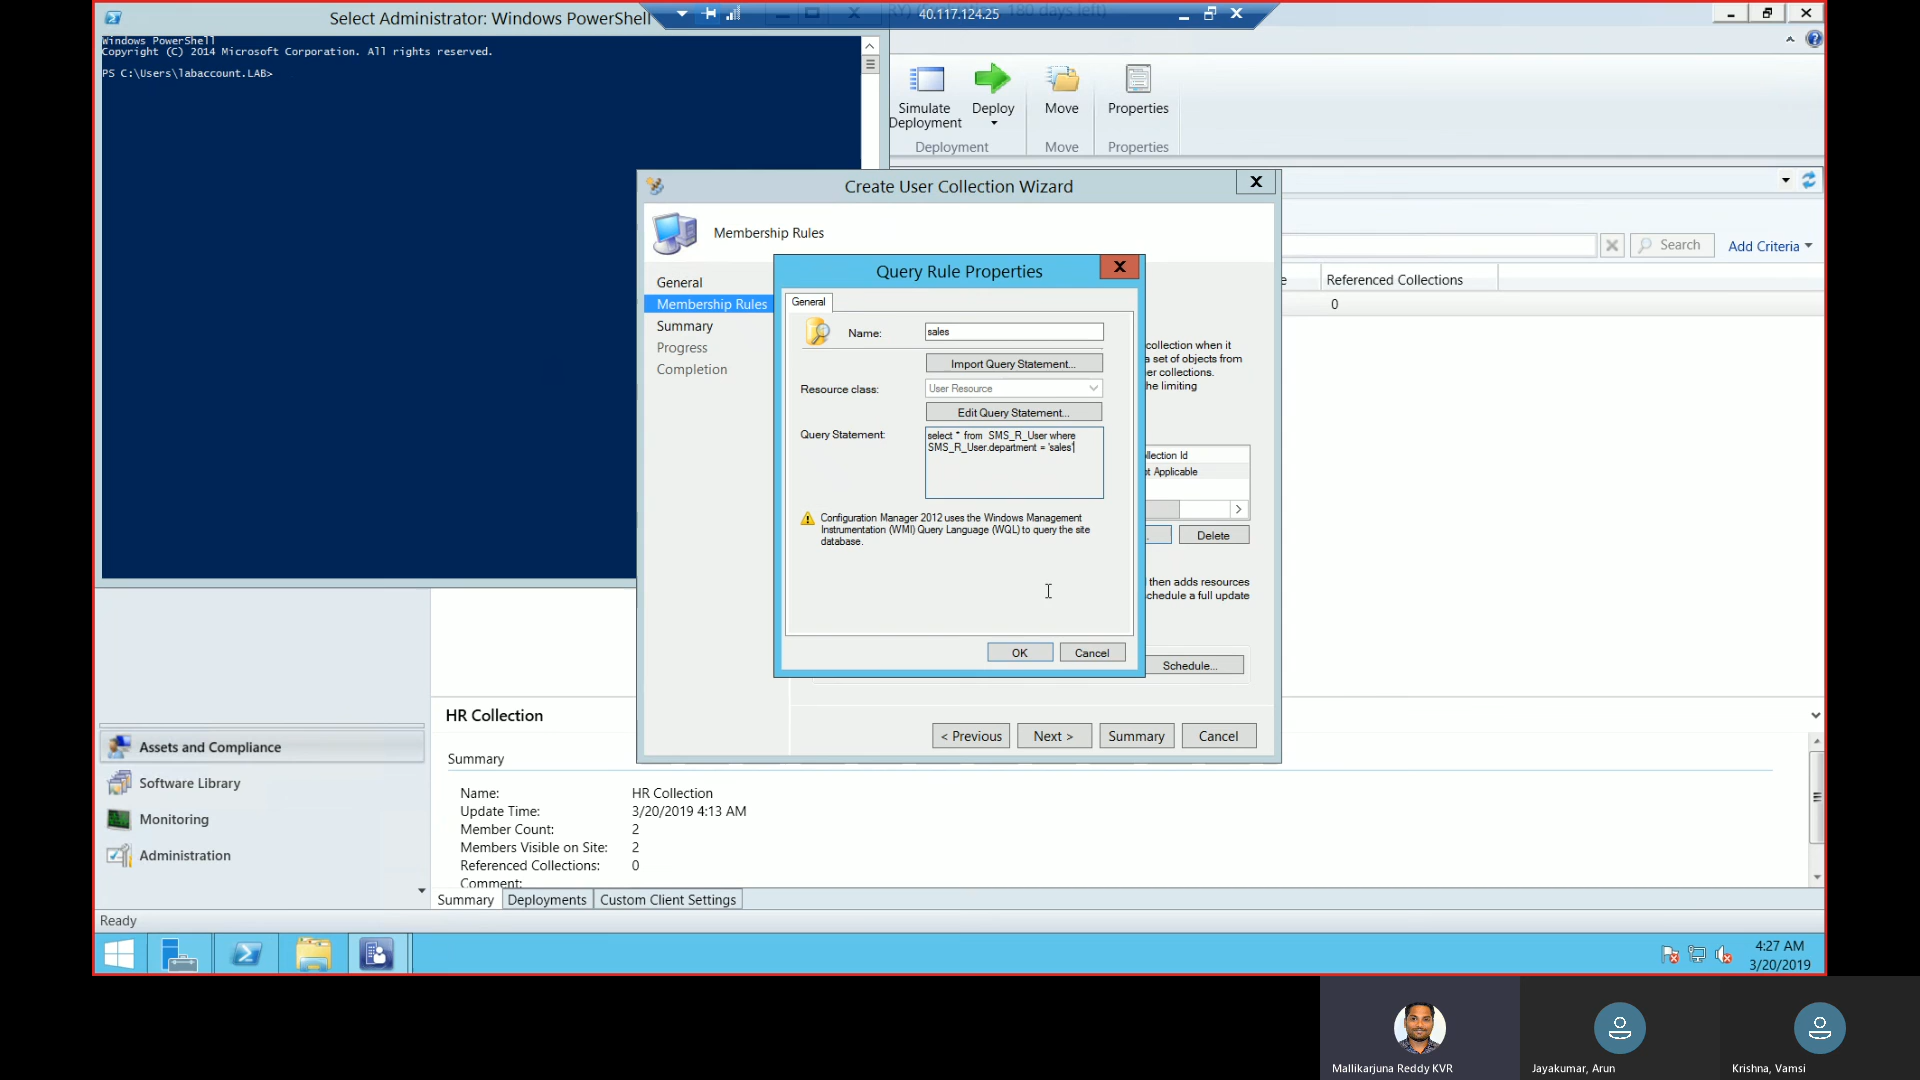 Select Administrator: Windows PowerShell
Windows PowerShell
Copyright (C) 2014 Microsoft Corporation. All rights reserved.
PS C:\Users\labaccount.LAB>
40.117.124.25
180 days left)
Simulate Deployment
Deploy
Move
Properties
Deployment
Move
Properties
Search
Add Criteria
Referenced Collections
0
Create User Collection Wizard
Membership Rules
General
Membership Rules
Summary
Progress
Completion
collection when it
a set of objects from
er collections.
he limiting
llection Id
t Applicable
Delete
then adds resources
chedule a full update
Schedule...
< Previous
Next >
Summary
Cancel
Query Rule Properties
General
Name:
sales
Import Query Statement...
Resource class:
User Resource
Edit Query Statement...
Query Statement:
select * from  SMS_R_User where
SMS_R_User.department = 'sales'
Configuration Manager 2012 uses the Windows Management
Instrumentation (WMI) Query Language (WQL) to query the site
database.
OK
Cancel
Assets and Compliance
Software Library
Monitoring
Administration
HR Collection
Summary
Name: HR Collection
Update Time: 3/20/2019 4:13 AM
Member Count: 2
Members Visible on Site: 2
Referenced Collections: 0
Comment:
Summary
Deployments
Custom Client Settings
Ready
4:27 AM
3/20/2019
Mallikarjuna Reddy KVR
Jayakumar, Arun
Krishna, Vamsi